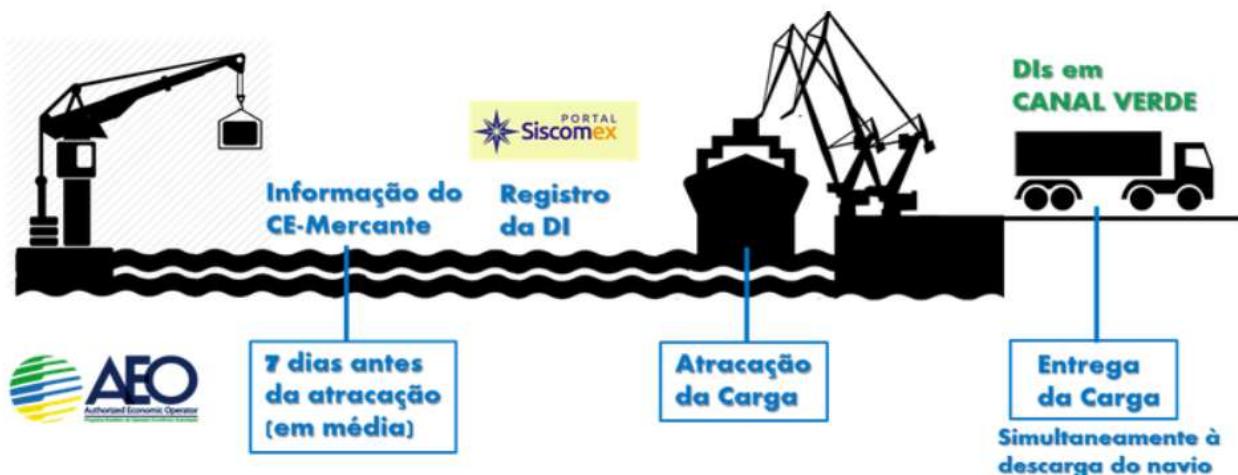 DIs em
CANAL VERDE
PORTAL
Siscomex
Informação do
CE-Mercante
Registro
da DI
7 dias antes
da atracação
(em média)
Atracação
da Carga
Entrega
da Carga
Simultaneamente à
descarga do navio
AEO
Authorized Economic Operator